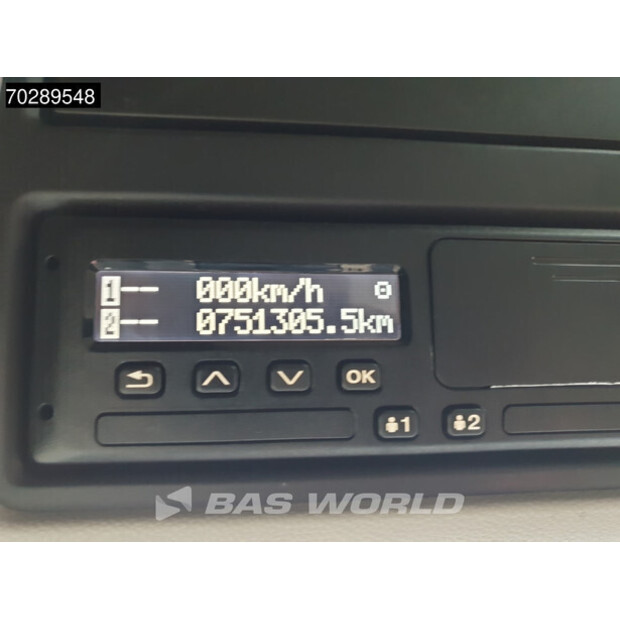 70289548
1-- 000km/h
2-- 0751305.5km
OK
1 2
BAS WORLD